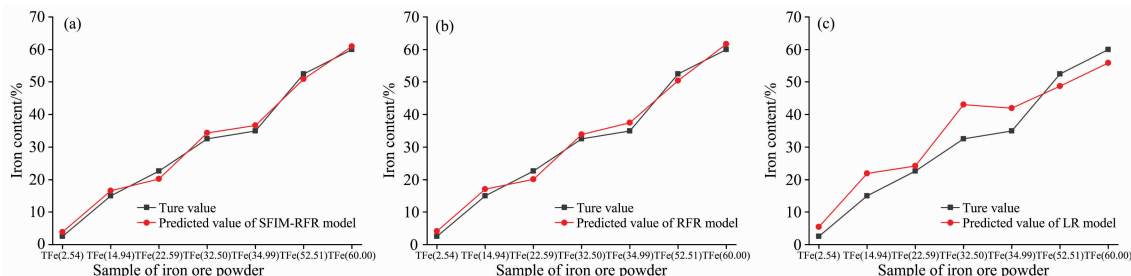 (a)
70
60
50
40
30
20
10
0
Iron content/%
Ture value
Predicted value of SFIM-RFR model
TFe(2.54) TFe(14.94) TFe(22.59) TFe(32.50) TFe(34.99) TFe(52.51) TFe(60.00)
Sample of iron ore powder
(b)
70
60
50
40
30
20
10
0
Iron content/%
Ture value
Predicted value of RFR model
TFe(2.54) TFe(14.94) TFe(22.59) TFe(32.50) TFe(34.99) TFe(52.51) TFe(60.00)
Sample of iron ore powder
(c)
70
60
50
40
30
20
10
0
Iron content/%
Ture value
Predicted value of LR model
TFe(2.54) TFe(14.94) TFe(22.59) TFe(32.50) TFe(34.99) TFe(52.51) TFe(60.00)
Sample of iron ore powder